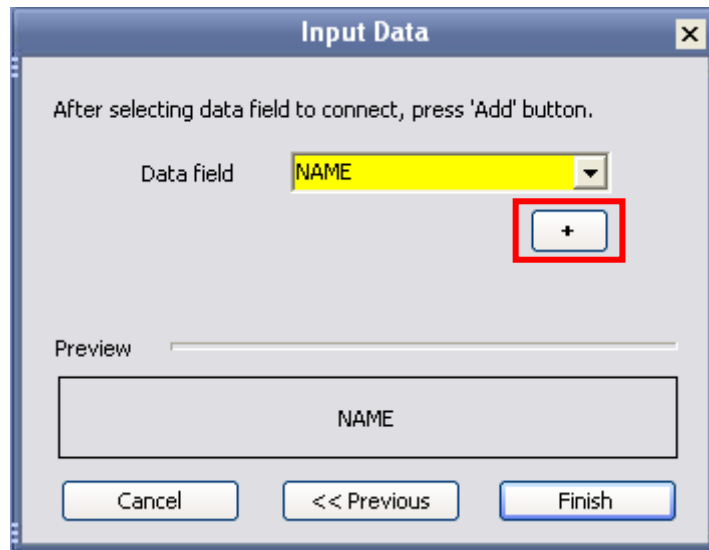 Input Data
After selecting data field to connect, press 'Add' button.
Data field NAME
+
Preview
NAME
Cancel << Previous Finish